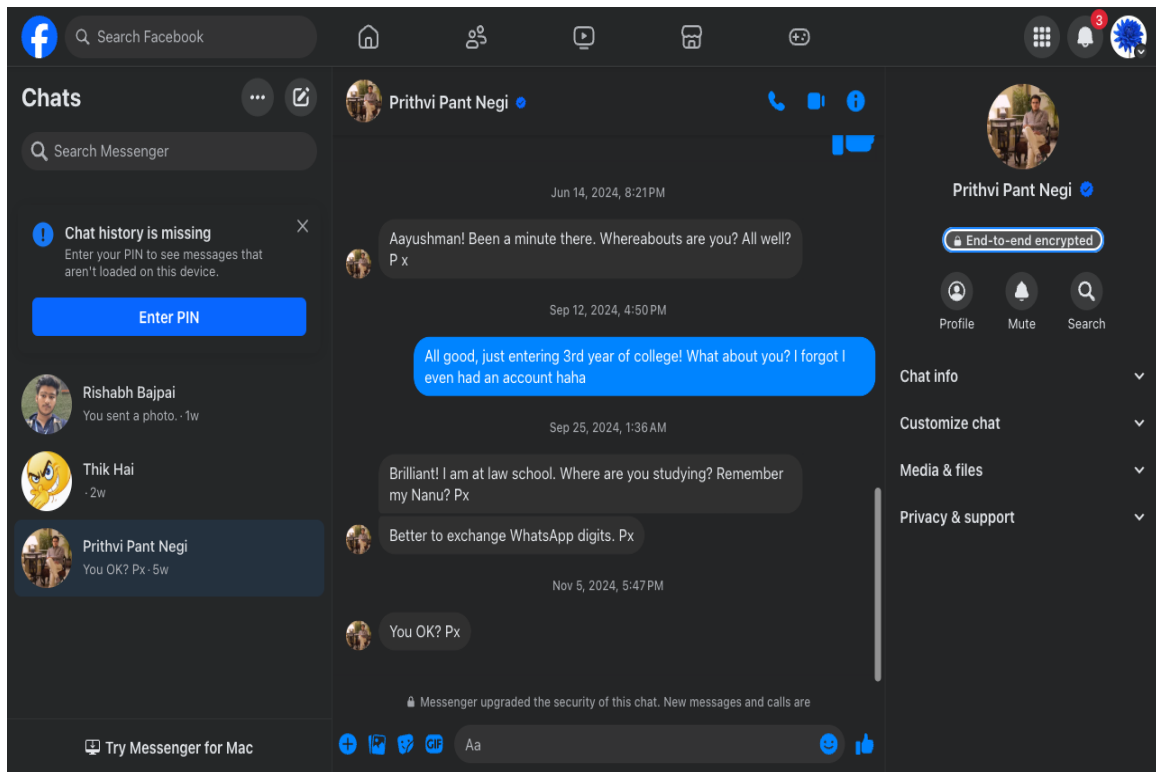 Search Facebook
3
Chats
Search Messenger
Chat history is missing
Enter your PIN to see messages that
aren't loaded on this device.
Enter PIN
Rishabh Bajpai
You sent a photo. · 1w
Thik Hai
· 2w
Prithvi Pant Negi
You OK? Px · 5w
Try Messenger for Mac
Prithvi Pant Negi
Jun 14, 2024, 8:21 PM
Aayushman! Been a minute there. Whereabouts are you? All well?
P x
Sep 12, 2024, 4:50 PM
All good, just entering 3rd year of college! What about you? I forgot I
even had an account haha
Sep 25, 2024, 1:36 AM
Brilliant! I am at law school. Where are you studying? Remember
my Nanu? Px
Better to exchange WhatsApp digits. Px
Nov 5, 2024, 5:47 PM
You OK? Px
Messenger upgraded the security of this chat. New messages and calls are
GIF
Aa
Prithvi Pant Negi
End-to-end encrypted
Profile
Mute
Search
Chat info
Customize chat
Media & files
Privacy & support